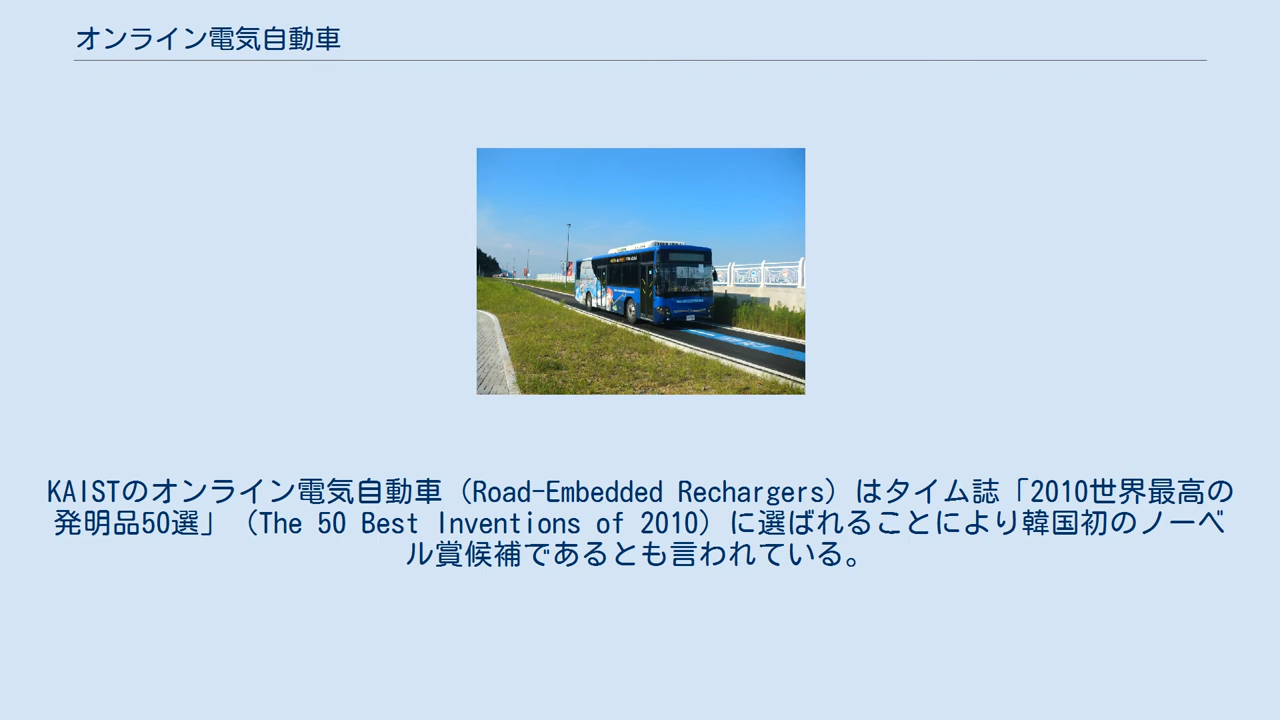 オンライン電気自動車
KAISTのオンライン電気自動車（Road-Embedded Rechargers）はタイム誌「2010世界最高の
発明品50選」（The 50 Best Inventions of 2010）に選ばれることにより韓国初のノーベ
ル賞候補であるとも言われている。